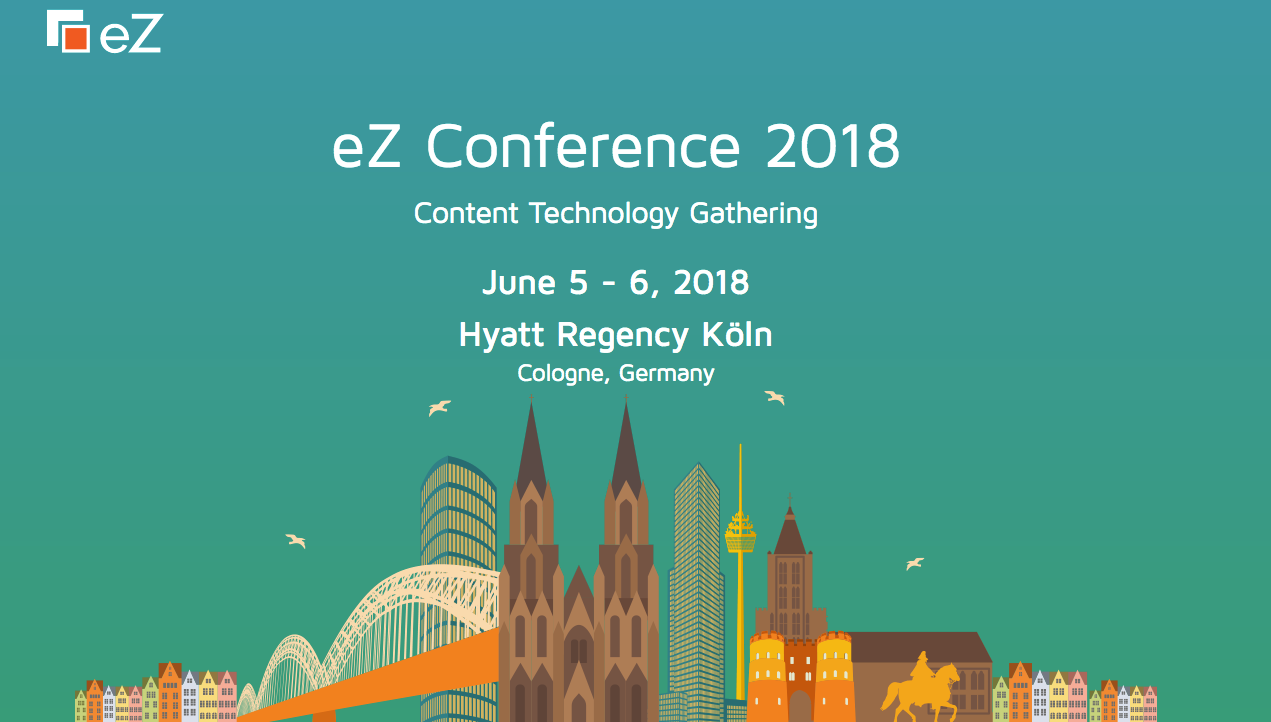 eZ
eZ Conference 2018
Content Technology Gathering
June 5 - 6, 2018
Hyatt Regency Köln
Cologne, Germany